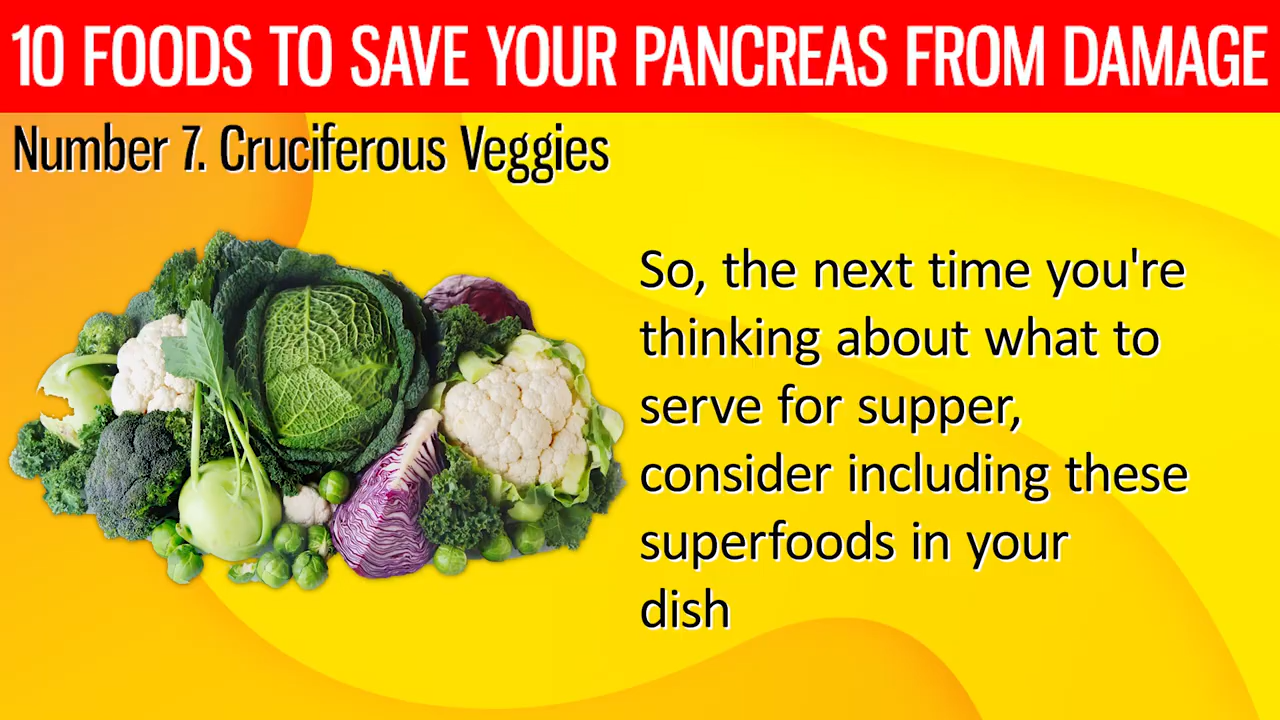 10 FOODS TO SAVE YOUR PANCREAS FROM DAMAGE
Number 7. Cruciferous Veggies
So, the next time you're
thinking about what to
serve for supper,
consider including these
superfoods in your
dish